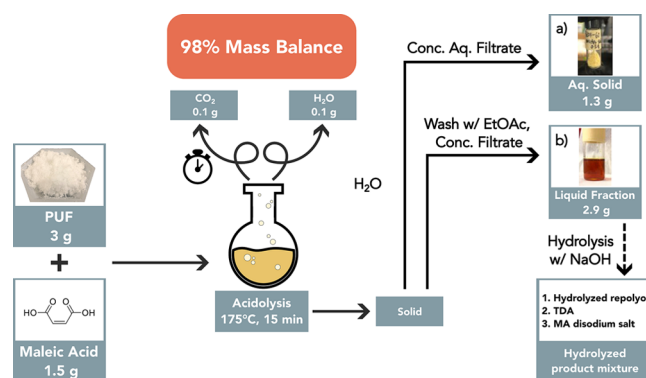 98% Mass Balance
CO₂
0.1 g
H₂O
0.1 g
PUF
3 g
+
HO
O
O
OH
Maleic Acid
1.5 g
Acidolysis
175°C, 15 min
Solid
H₂O
Conc. Aq. Filtrate
Wash w/ EtOAc,
Conc. Filtrate
a)
Aq. Solid
1.3 g
b)
Liquid Fraction
2.9 g
Hydrolysis
w/ NaOH
1. Hydrolyzed repolyo
2. TDA
3. MA disodium salt
Hydrolyzed
product mixture